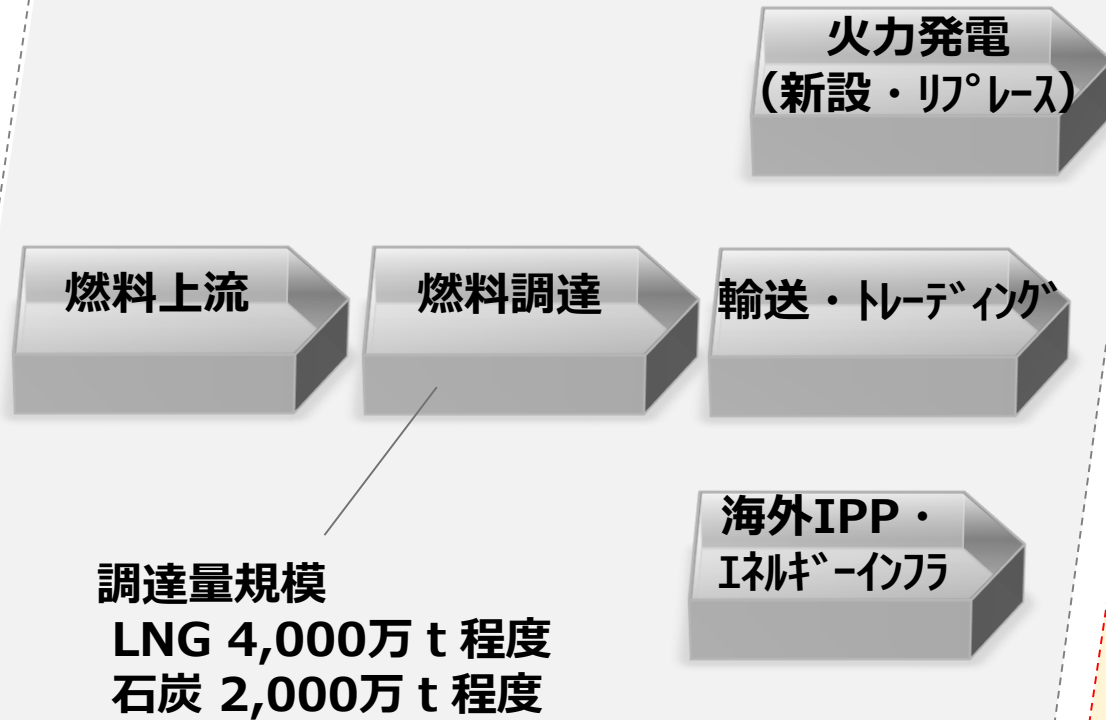 火力発電
(新設・ﾘﾌﾟﾚｰｽ)
燃料上流
燃料調達
輸送・ﾄﾚｰﾃﾞｨﾝｸﾞ
海外IPP・
ｴﾈﾙｷﾞｰｲﾝﾌﾗ
調達量規模
LNG 4,000万ｔ程度
石炭 2,000万ｔ程度